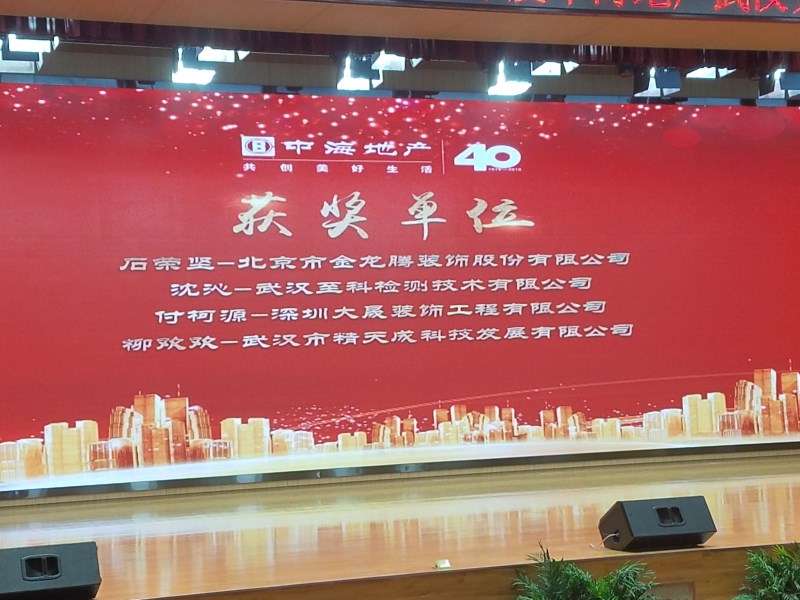 中海地产 40
共创美好生活 1979—2019
获奖单位
石荣坚—北京市金龙腾装饰股份有限公司
沈沁—武汉至科检测技术有限公司
付柯源—深圳大晟装饰工程有限公司
柳欢欢—武汉市精天成科技发展有限公司